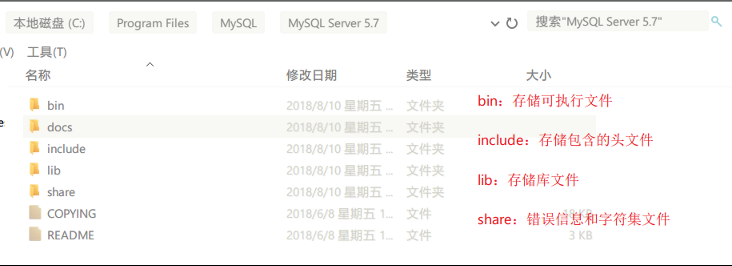 本地磁盘 (C:) Program Files MySQL MySQL Server 5.7 搜索"MySQL Server 5.7"
(V) 工具(T)
名称 修改日期 类型 大小
bin 2018/8/10 星期五 ... 文件夹 bin：存储可执行文件
docs 2018/8/10 星期五 ... 文件夹
include 2018/8/10 星期五 ... 文件夹 include：存储包含的头文件
lib 2018/8/10 星期五 ... 文件夹 lib：存储库文件
share 2018/8/10 星期五 ... 文件夹
COPYING 2018/6/8 星期五 1... 文件 share：错误信息和字符集文件
README 2018/6/8 星期五 1... 文件 3 KB